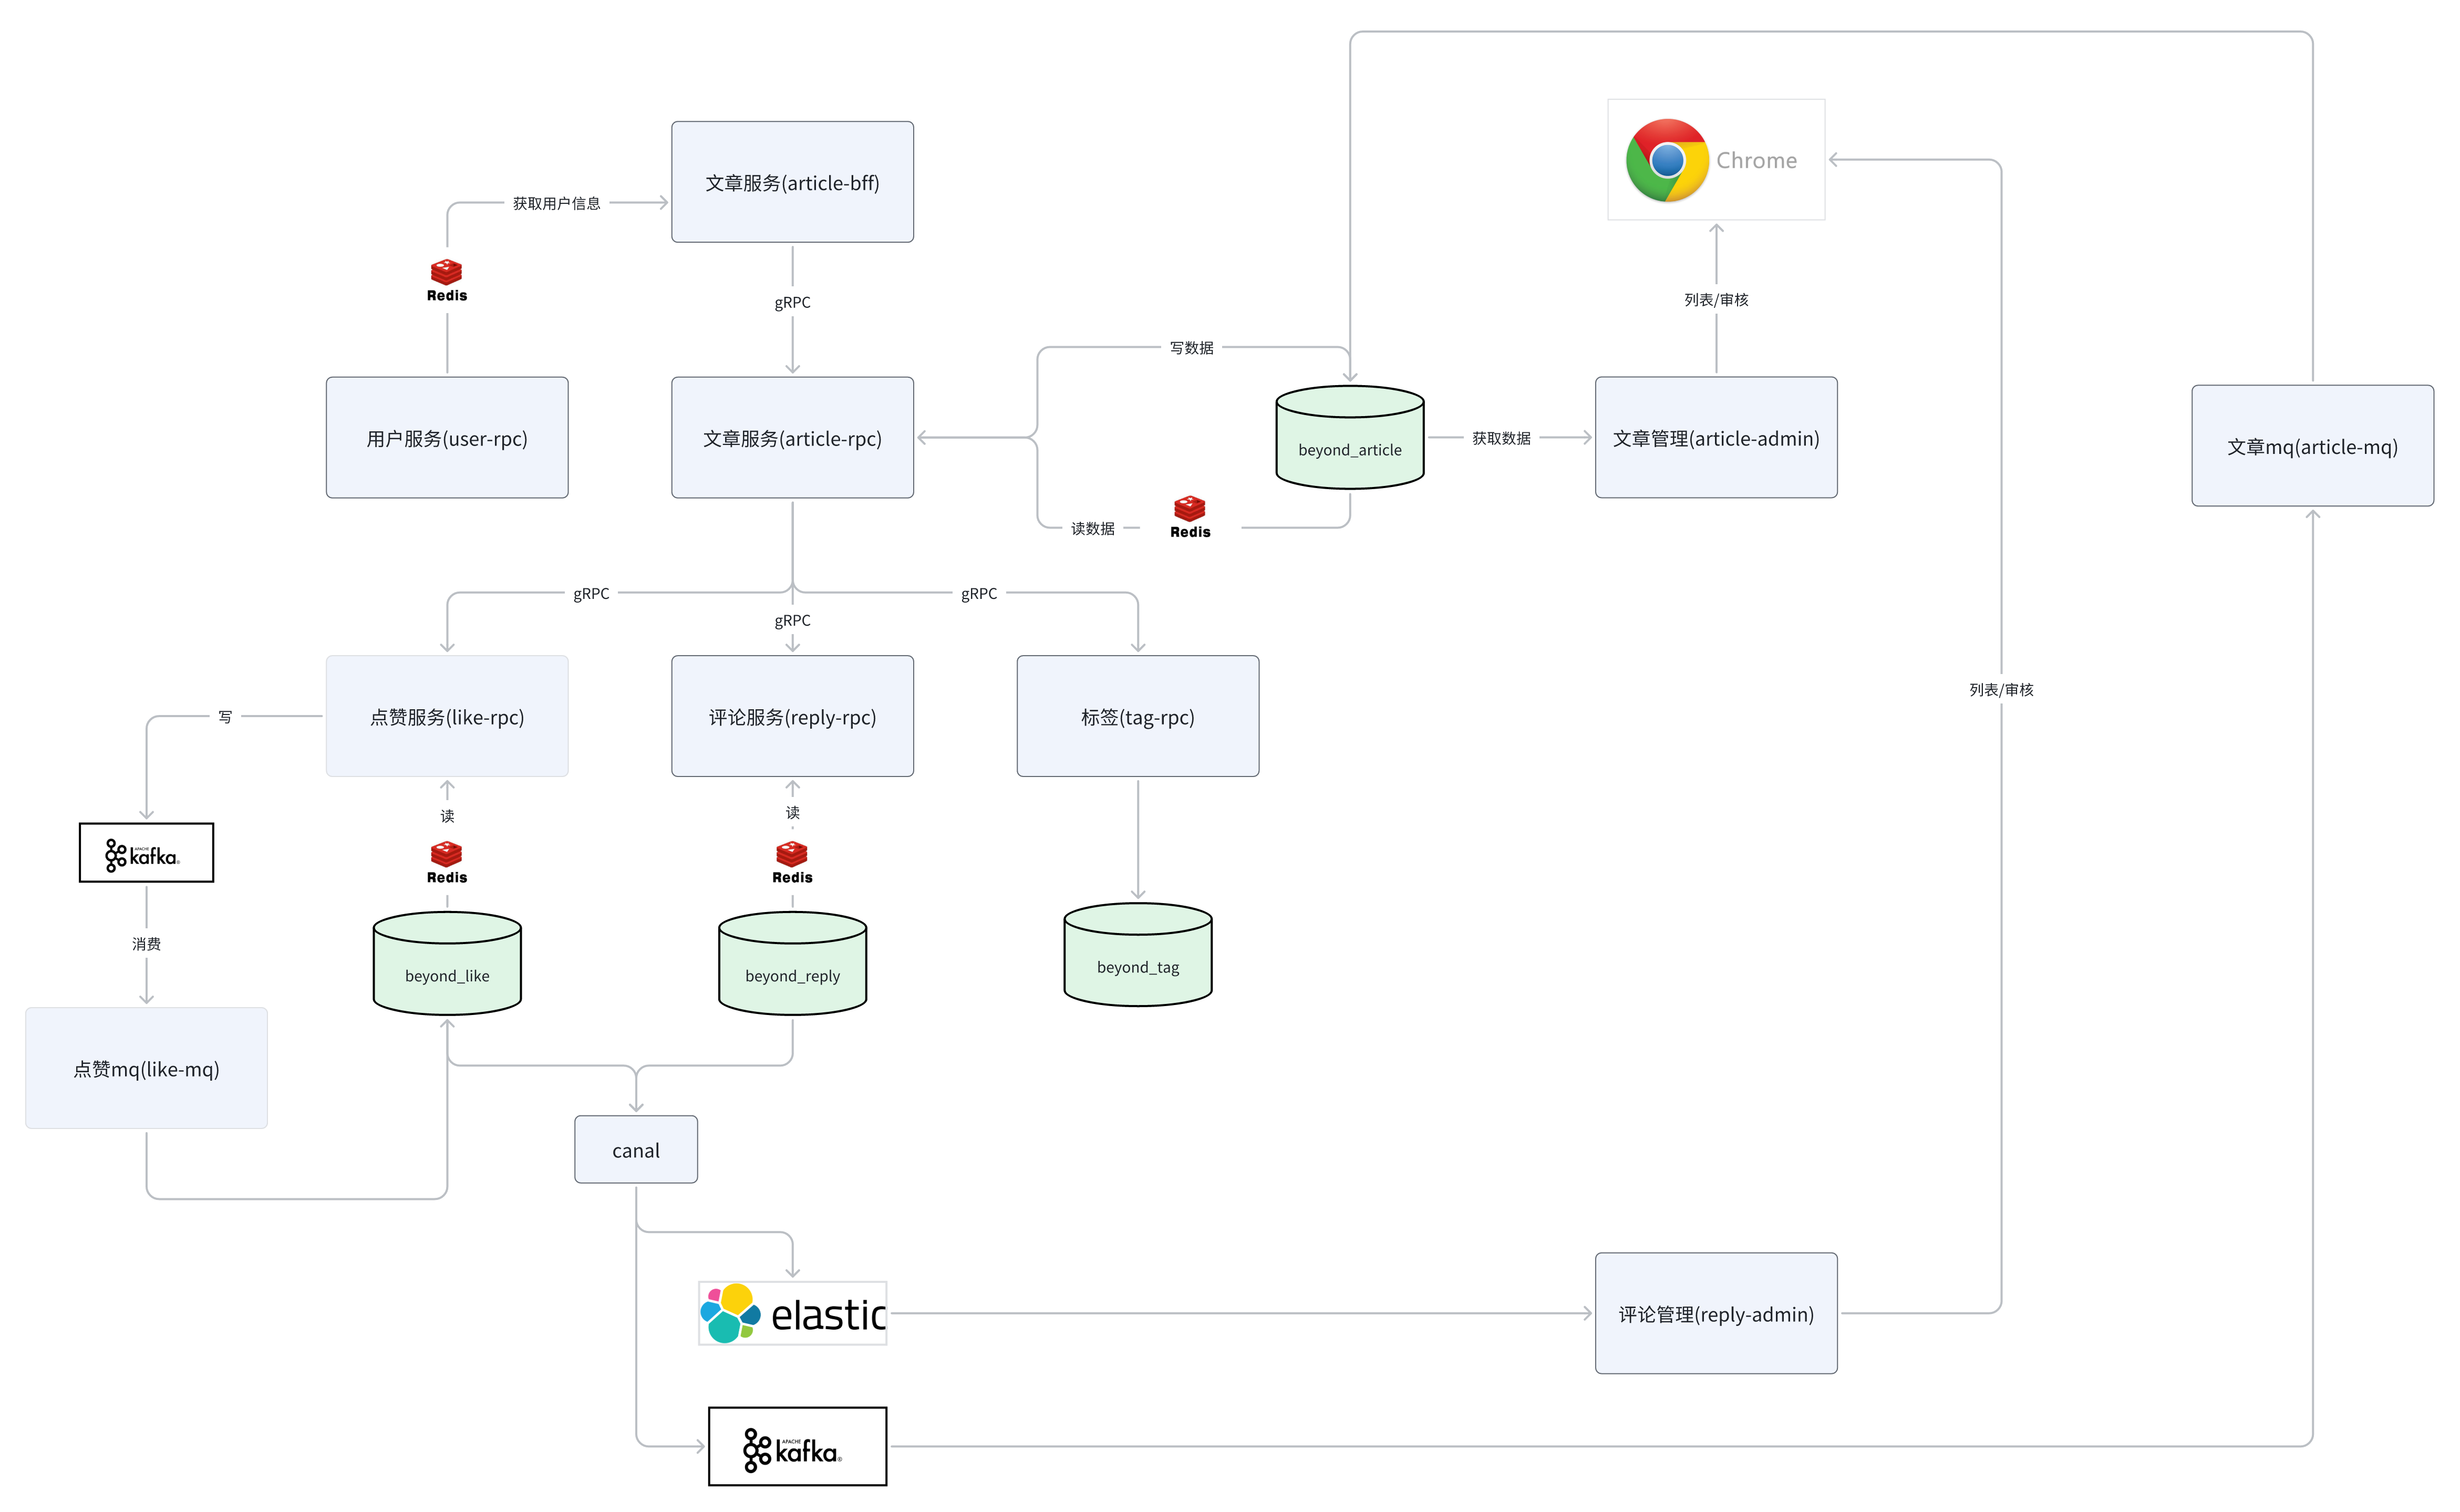 文章服务(article-bff)
Chrome
获取用户信息
Redis
gRPC
列表/审核
写数据
用户服务(user-rpc)
文章服务(article-rpc)
beyond_article
获取数据
文章管理(article-admin)
文章mq(article-mq)
读数据
Redis
gRPC
gRPC
gRPC
列表/审核
点赞服务(like-rpc)
评论服务(reply-rpc)
标签(tag-rpc)
写
读
读
APACHE
kafka®
Redis
Redis
消费
beyond_like
beyond_reply
beyond_tag
点赞mq(like-mq)
canal
elastic
评论管理(reply-admin)
APACHE
kafka®